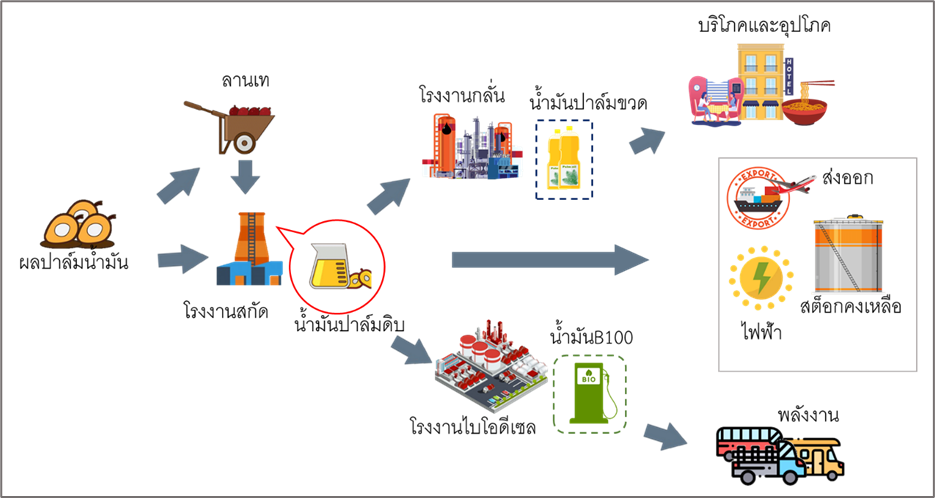 บริโภคและอุปโภค
HOTEL
ลานเท
โรงงานกลั่น
น้ำมันปาล์มขวด
EXPORT
EXPORT
ส่งออก
ผลปาล์มน้ำมัน
โรงงานสกัด
น้ำมันปาล์มดิบ
สต็อกคงเหลือ
ไฟฟ้า
น้ำมันB100
BIO
โรงงานไบโอดีเซล
พลังงาน